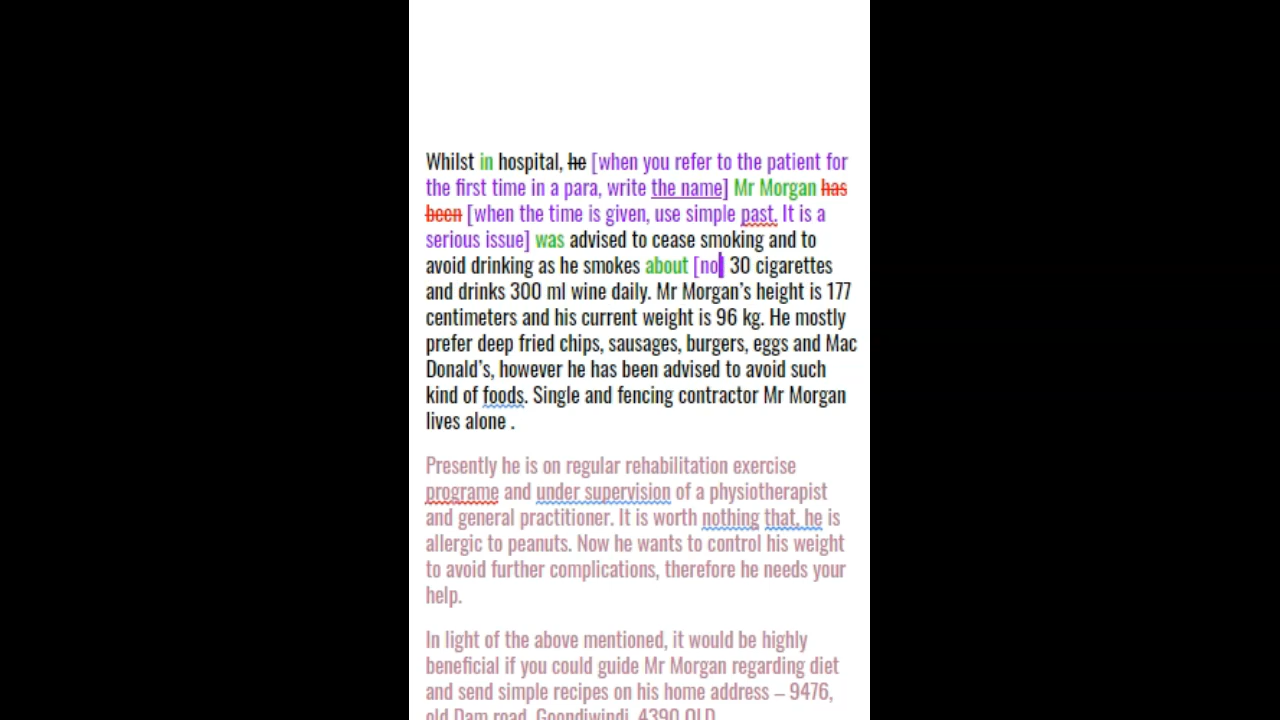 Whilst in hospital, he [when you refer to the patient for
the first time in a para, write the name] Mr Morgan has
been [when the time is given, use simple past. It is a
serious issue] was advised to cease smoking and to
avoid drinking as he smokes about [no] 30 cigarettes
and drinks 300 ml wine daily. Mr Morgan's height is 177
centimeters and his current weight is 96 kg. He mostly
prefer deep fried chips, sausages, burgers, eggs and Mac
Donald's, however he has been advised to avoid such
kind of foods. Single and fencing contractor Mr Morgan
lives alone .
Presently he is on regular rehabilitation exercise
programe and under supervision of a physiotherapist
and general practitioner. It is worth nothing that, he is
allergic to peanuts. Now he wants to control his weight
to avoid further complications, therefore he needs your
help.
In light of the above mentioned, it would be highly
beneficial if you could guide Mr Morgan regarding diet
and send simple recipes on his home address – 9476,
old Dam road, Goondiwindi, 4390 QLD